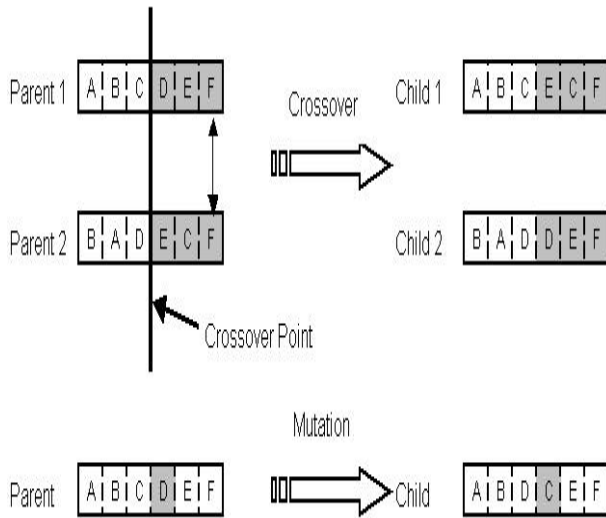 Parent 1 A B C D E F
Crossover
Child 1 A B C E C F
Parent 2 B A D E C F
Child 2 B A D D E F
Crossover Point
Mutation
Parent A B C D E F
Child A B D C E F